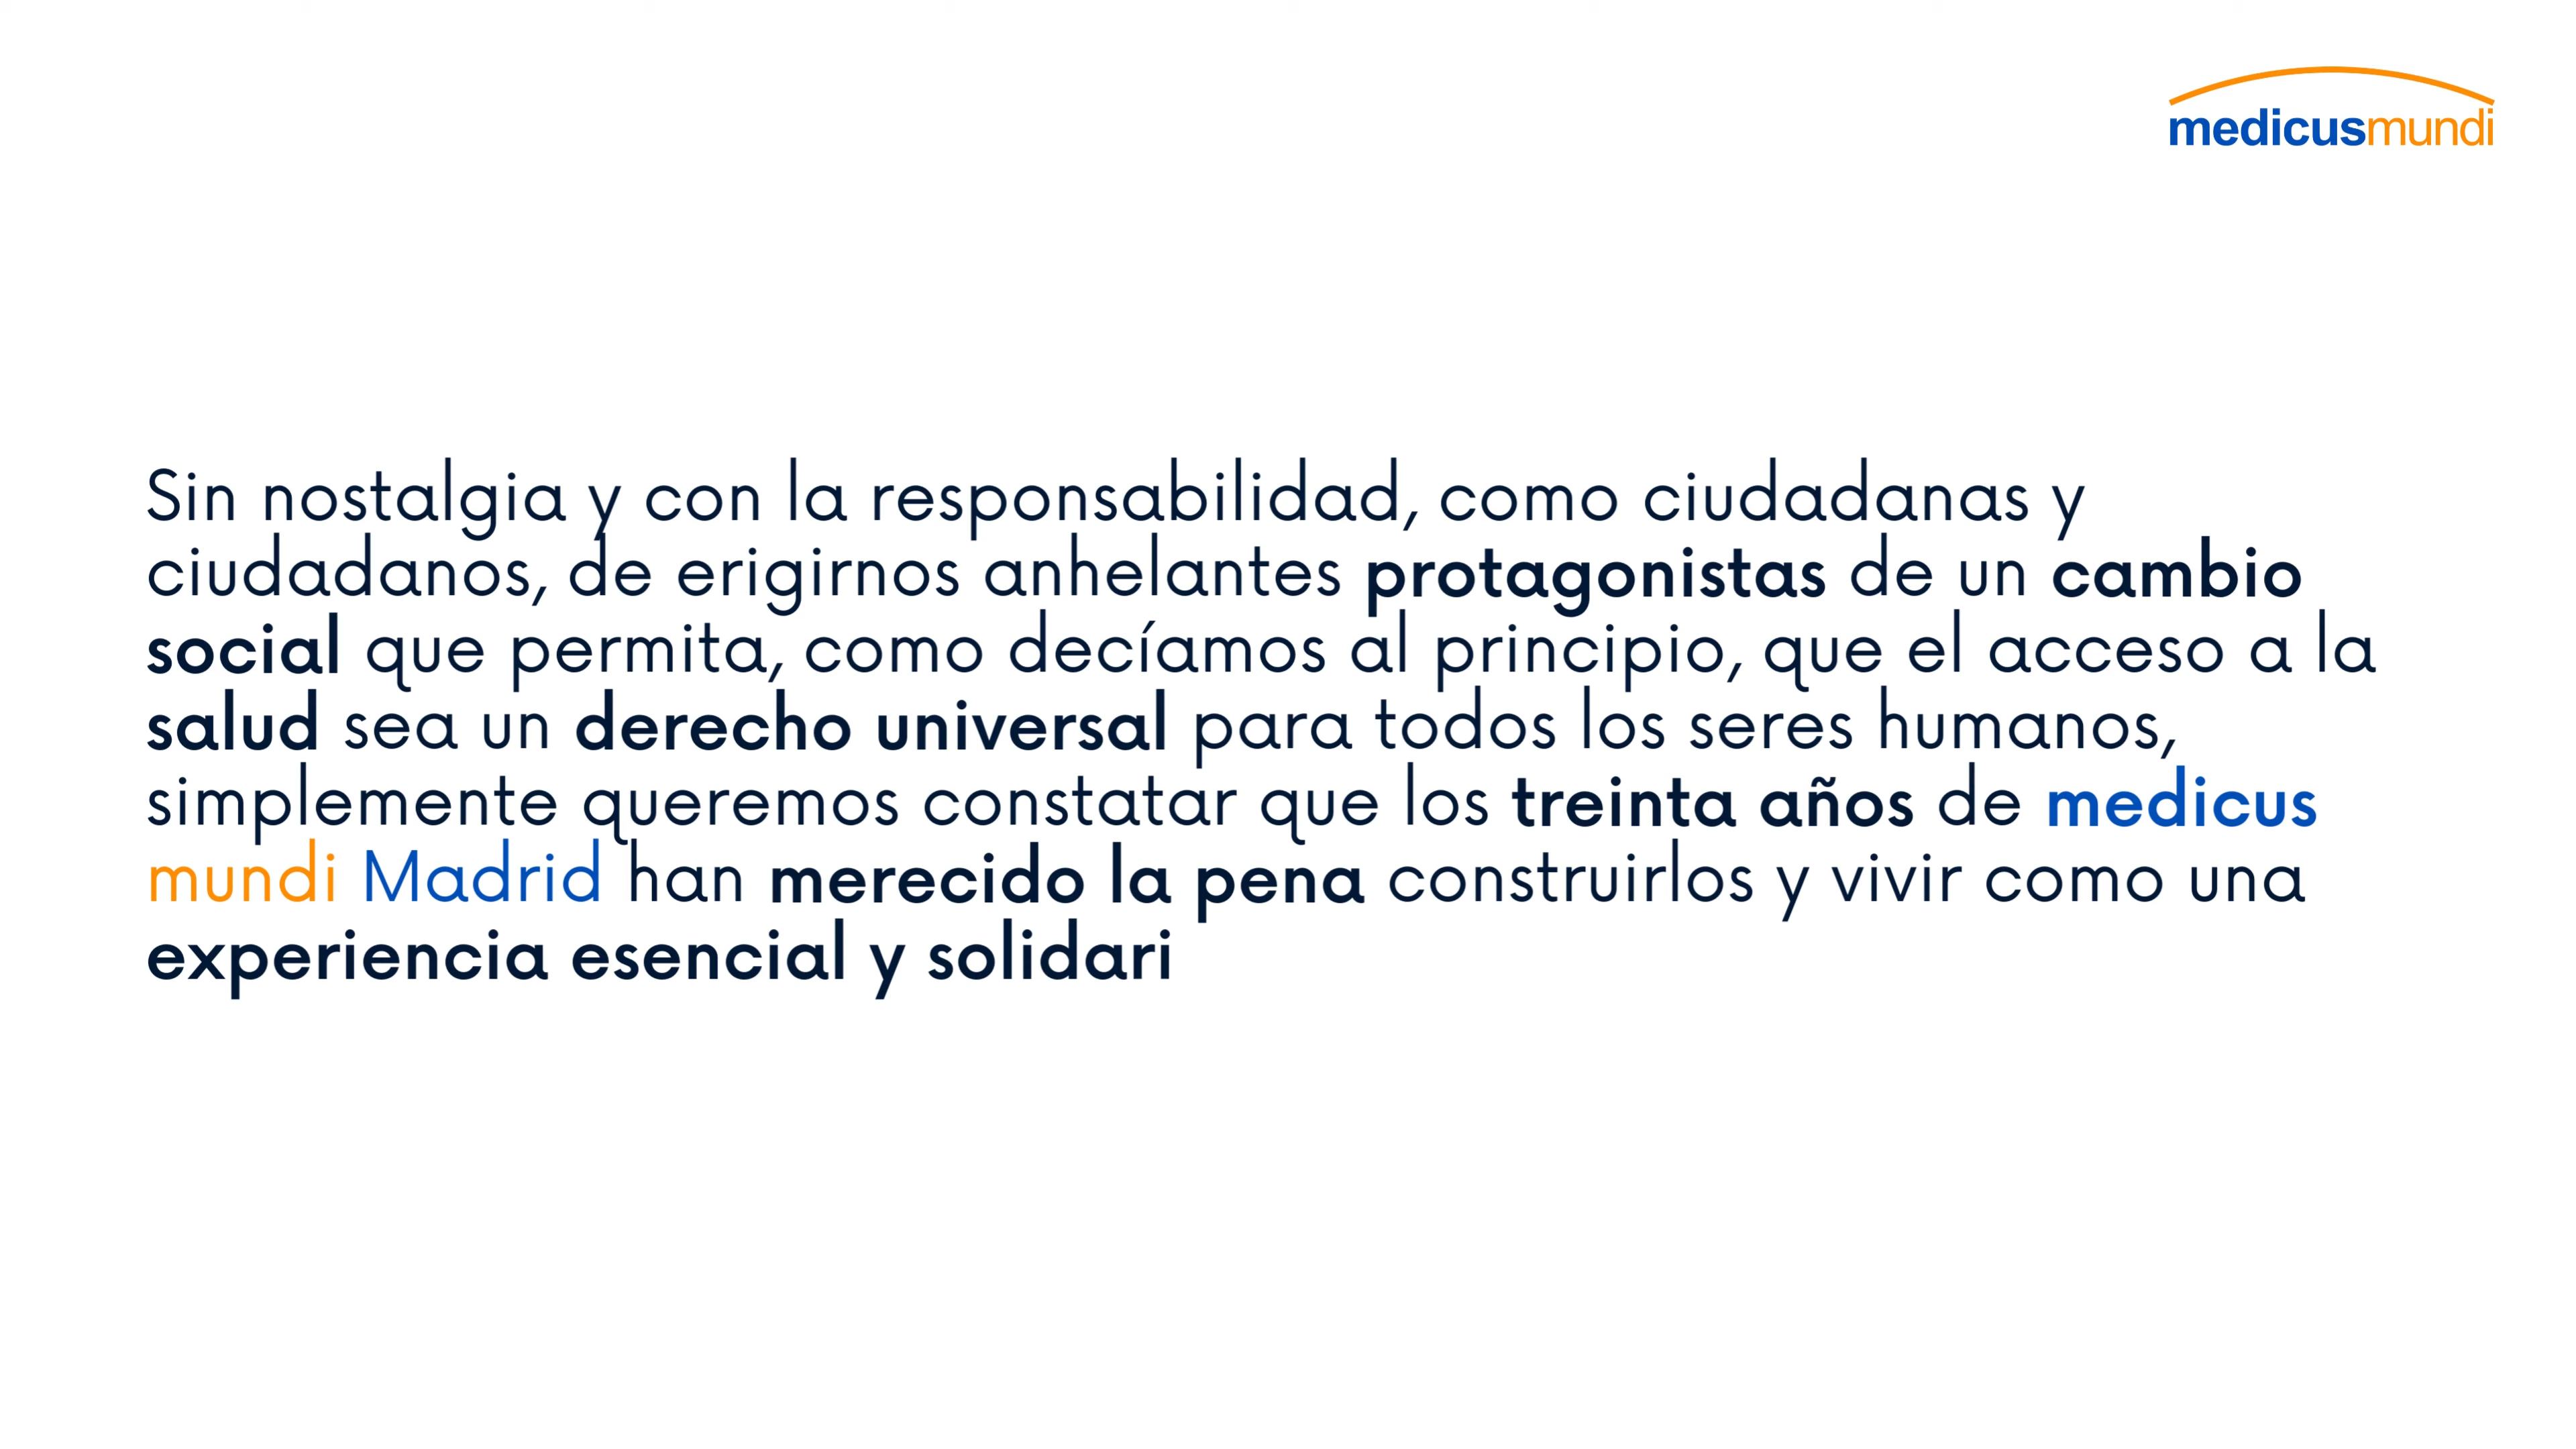 medicusmundi
Sin nostalgia y con la responsabilidad, como ciudadanas y
ciudadanos, de erigirnos anhelantes protagonistas de un cambio
social que permita, como decíamos al principio, que el acceso a la
salud sea un derecho universal para todos los seres humanos,
simplemente queremos constatar que los treinta años de medicus
mundi Madrid han merecido la pena construirlos y vivir como una
experiencia esencial y solidari